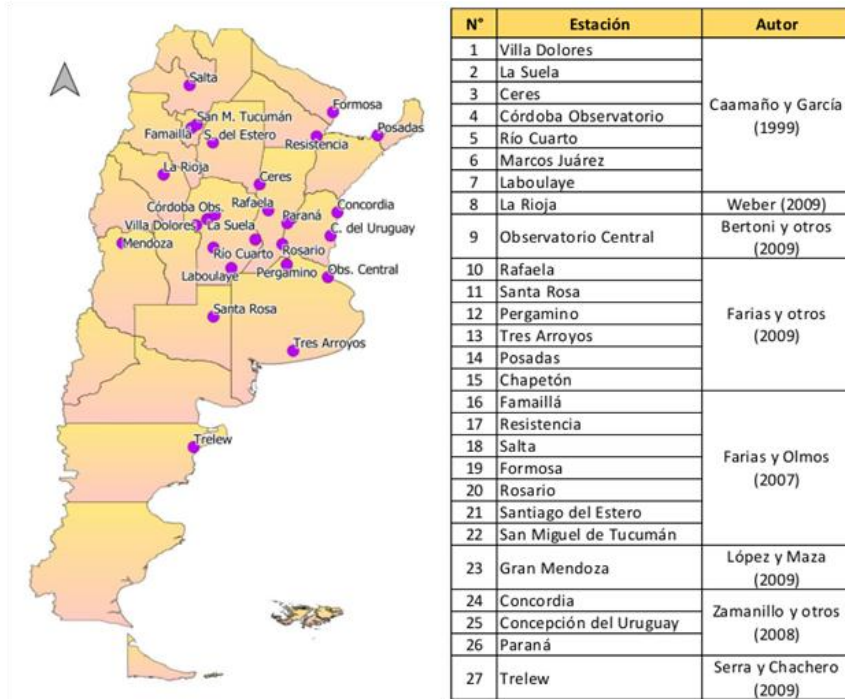 Salta
Formosa
San M. Tucumán
Famailla
S. del Estero
Resistencia
Posadas
La Rioja
Ceres
Córdoba Obs.
Rafaela
Concordia
Paraná
Villa Dolores
La Suela
C. del Uruguay
Mendoza
Río Cuarto
Rosario
Laboulaye
Pergamino
Obs. Central
Santa Rosa
Tres Arroyos
Trelew
N° Estación Autor
1 Villa Dolores
2 La Suela
3 Ceres
4 Córdoba Observatorio
5 Río Cuarto
6 Marcos Juárez
7 Laboulaye
Caamaño y García
(1999)
8 La Rioja Weber (2009)
9 Observatorio Central
Bertoni y otros
(2009)
10 Rafaela
11 Santa Rosa
12 Pergamino
13 Tres Arroyos
14 Posadas
15 Chapetón
Farias y otros
(2009)
16 Famaillá
17 Resistencia
18 Salta
19 Formosa
20 Rosario
21 Santiago del Estero
22 San Miguel de Tucumán
Farias y Olmos
(2007)
23 Gran Mendoza
López y Maza
(2009)
24 Concordia
25 Concepción del Uruguay
26 Paraná
Zamanillo y otros
(2008)
27 Trelew
Serra y Chachero
(2009)